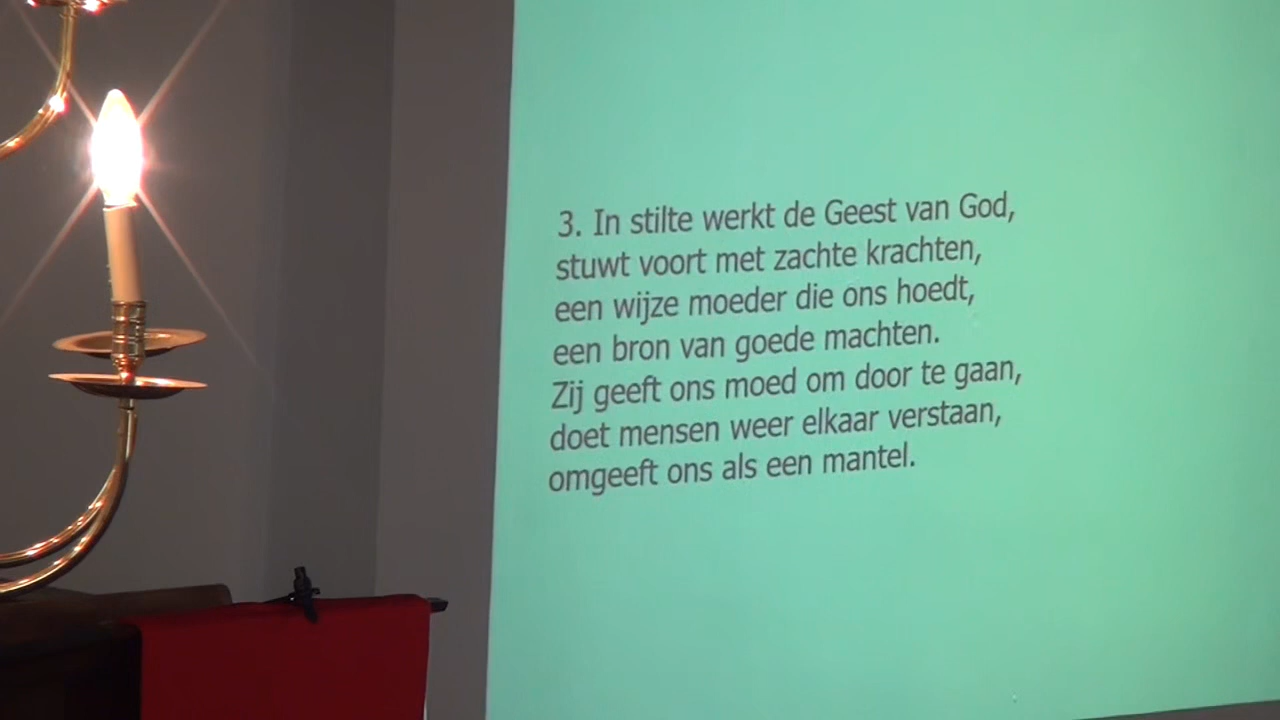 3. In stilte werkt de Geest van God,
stuwt voort met zachte krachten,
een wijze moeder die ons hoedt,
een bron van goede machten.
Zij geeft ons moed om door te gaan,
doet mensen weer elkaar verstaan,
omgeeft ons als een mantel.